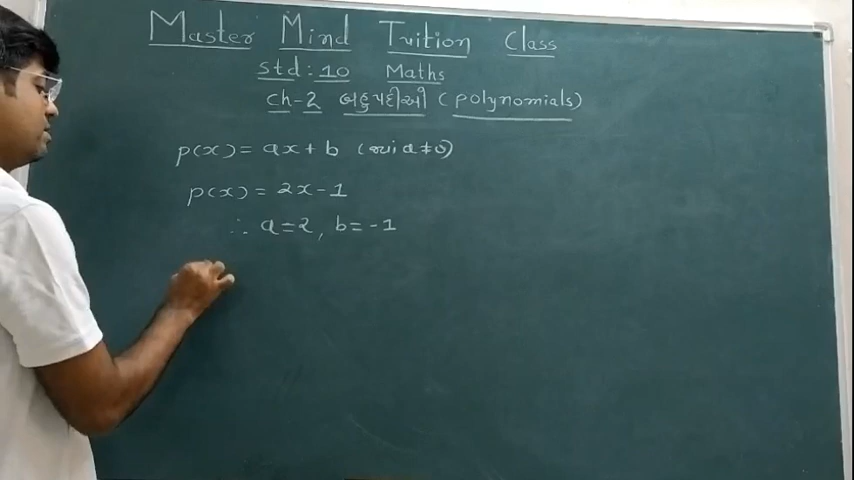 Master Mind Tuition Class
std: 10 Maths
ch-2 બહુપદીઓ (polynomials)
p(x) = ax + b (જ્યાં a ≠ 0)
p(x) = 2x - 1
∴ a = 2, b = -1